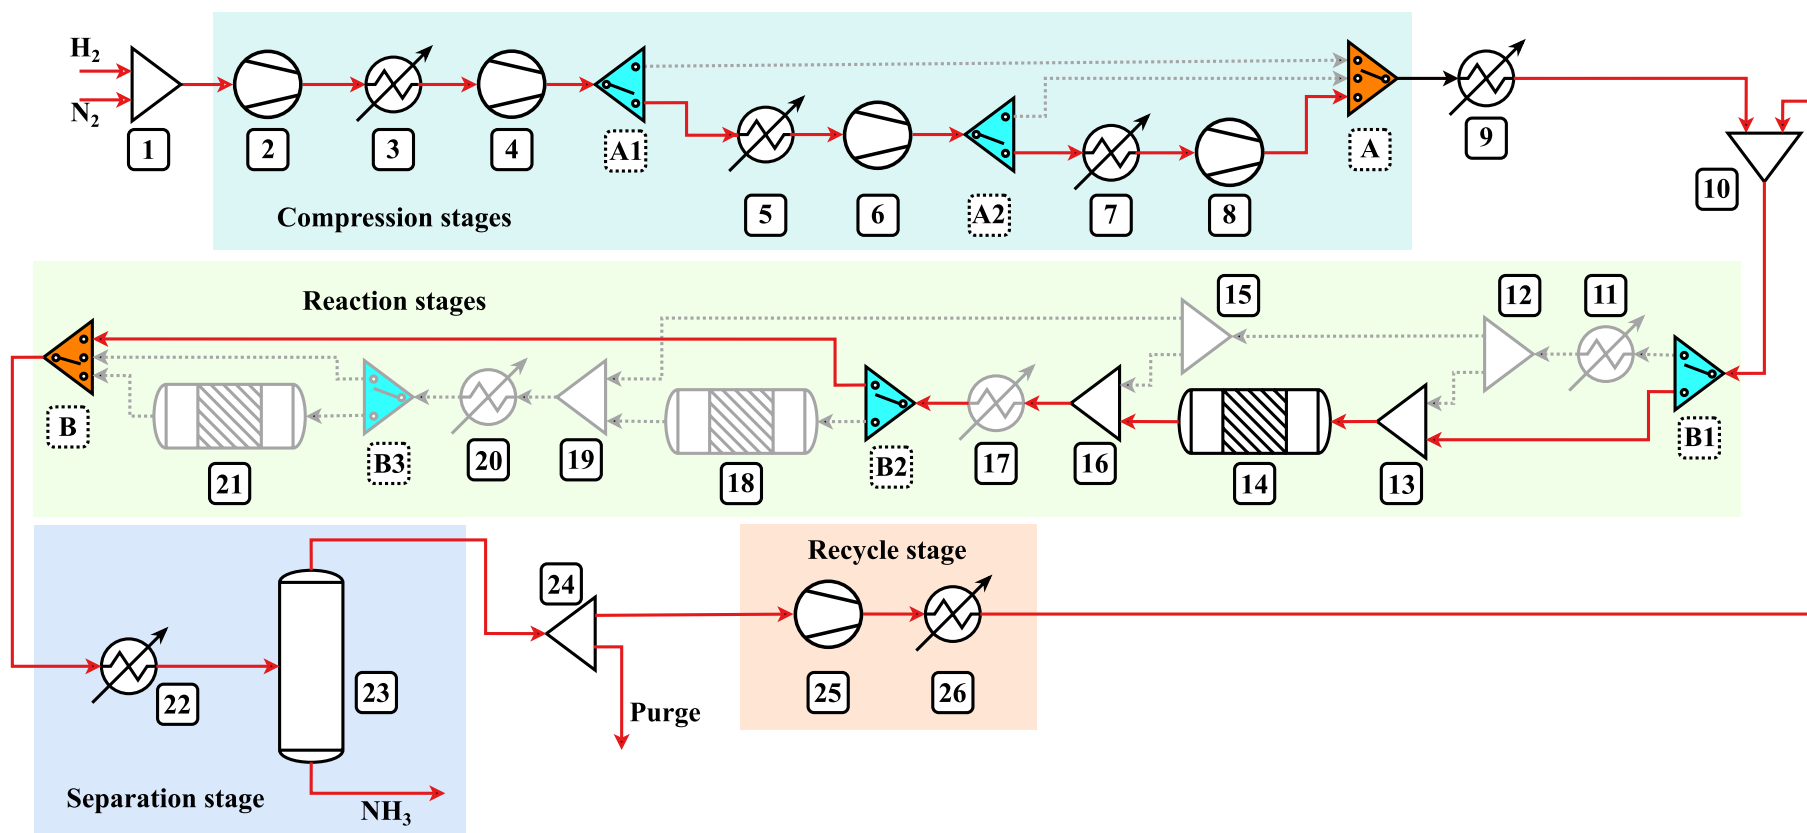 H2
N2
1
2
3
4
A1
5
6
A2
7
8
A
9
10
Compression stages
Reaction stages
15
12
11
B
21
B3
20
19
18
B2
17
16
14
13
B1
Recycle stage
24
22
23
25
26
Purge
Separation stage
NH3